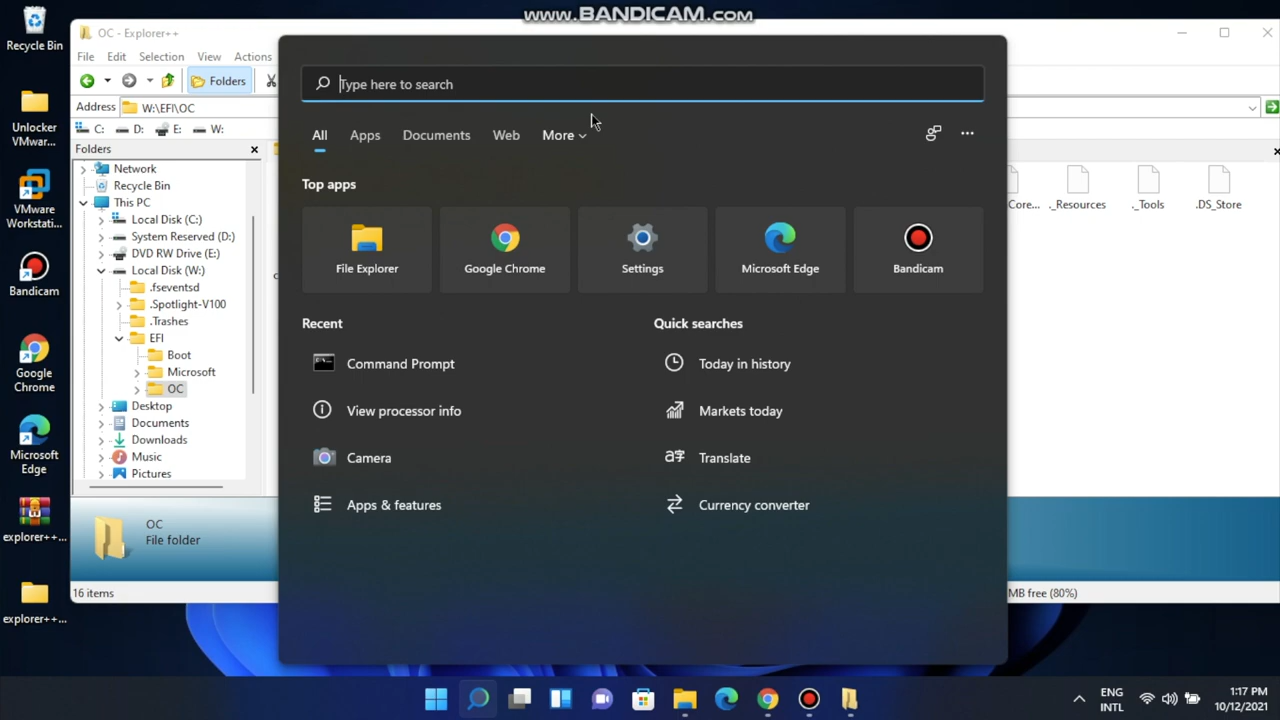 www.BANDICAM.com
Recycle Bin
Unlocker
VMwar...
VMware
Workstati...
Bandicam
Google
Chrome
Microsoft
Edge
explorer++...
explorer++...
OC - Explorer++
File Edit Selection View Actions
Folders
Address W:\EFI\OC
C: D: E: W:
Folders
Network
Recycle Bin
This PC
Local Disk (C:)
System Reserved (D:)
DVD RW Drive (E:)
Local Disk (W:)
.fseventsd
.Spotlight-V100
.Trashes
EFI
Boot
Microsoft
OC
Desktop
Documents
Downloads
Music
Pictures
OC
File folder
16 items
Type here to search
All Apps Documents Web More
Top apps
File Explorer Google Chrome Settings Microsoft Edge Bandicam
Recent
Command Prompt
View processor info
Camera
Apps & features
Quick searches
Today in history
Markets today
Translate
Currency converter
Core... ._Resources ._Tools .DS_Store
MB free (80%)
ENG
INTL
1:17 PM
10/12/2021